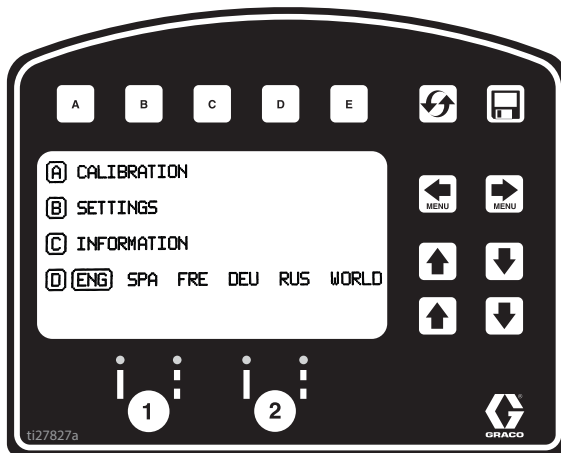 A B C D E
A CALIBRATION
MENU MENU
B SETTINGS
C INFORMATION
D ENG SPA FRE DEU RUS WORLD
1 2
ti27827a
GRACO